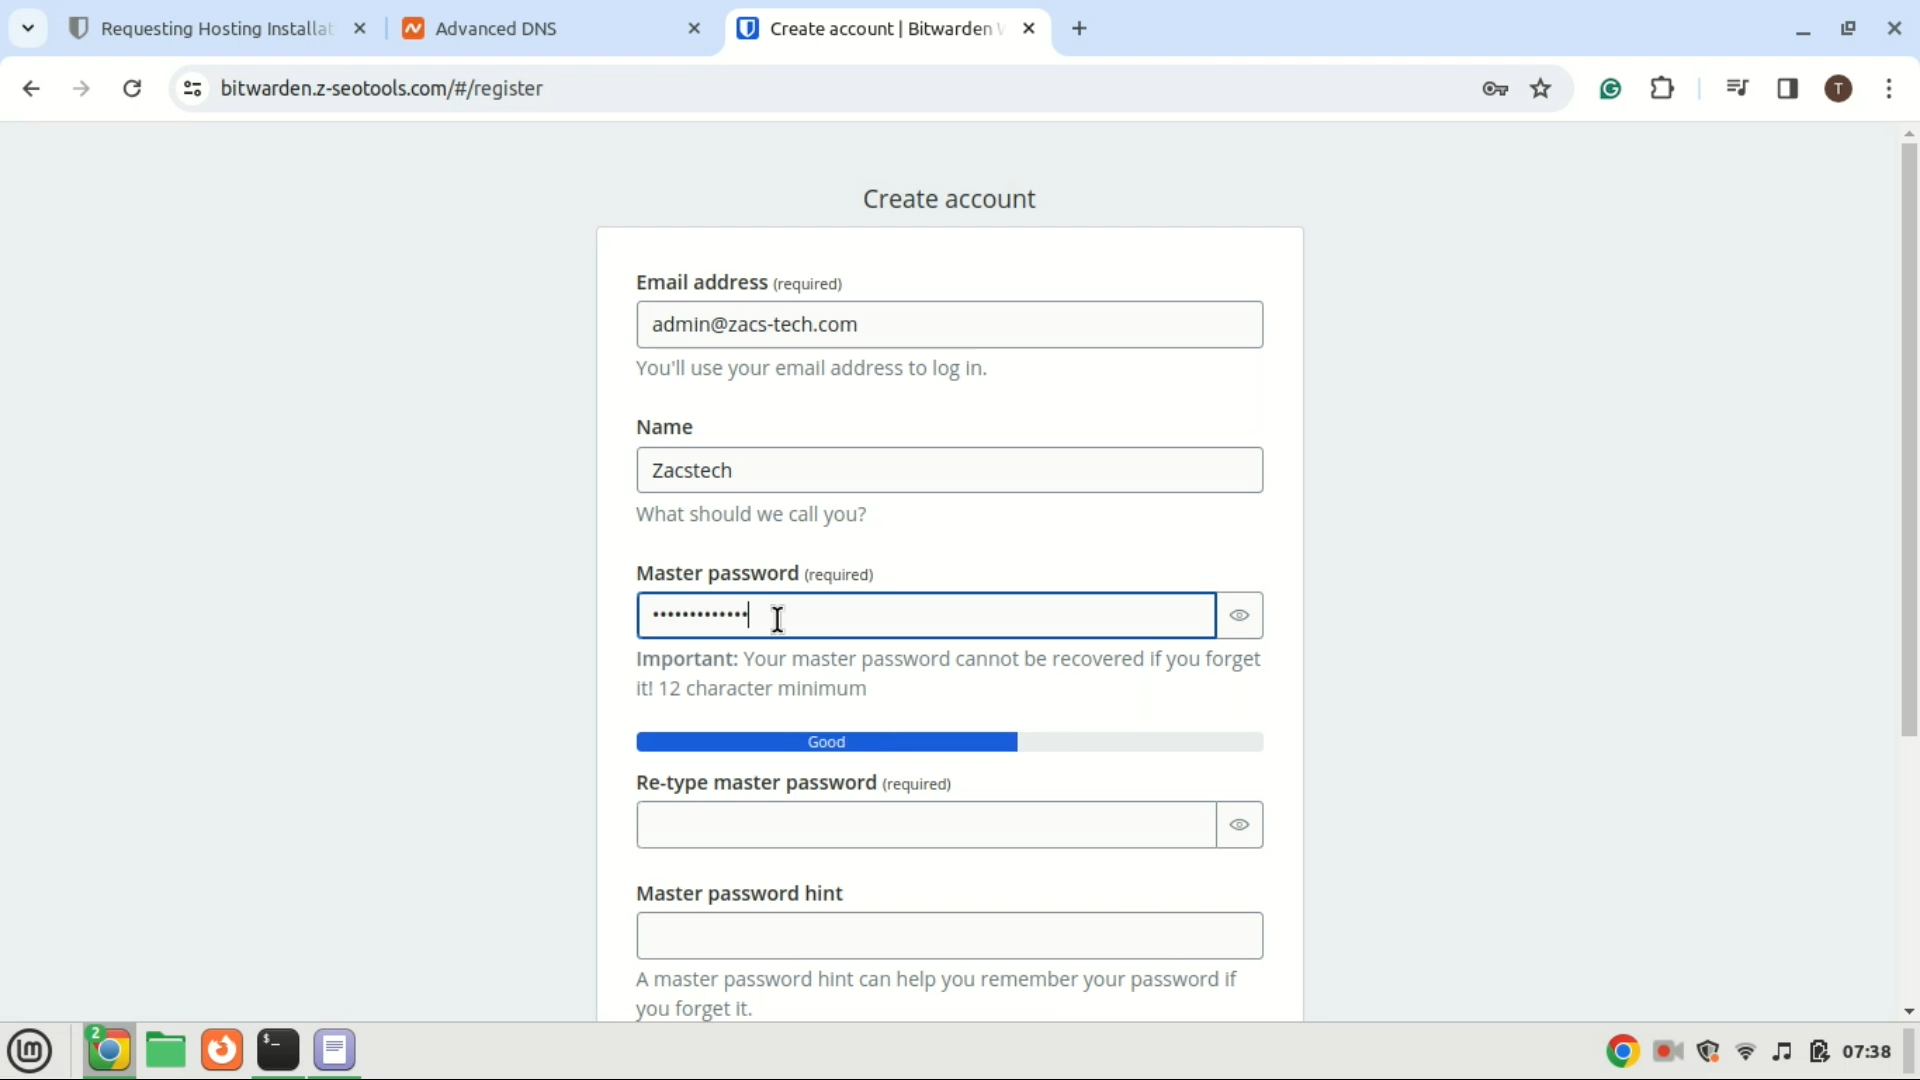 Requesting Hosting Installat
Advanced DNS
Create account | Bitwarden
bitwarden.z-seotools.com/#/register
T
Create account
Email address (required)
admin@zacs-tech.com
You'll use your email address to log in.
Name
Zacstech
What should we call you?
Master password (required)
•••••••••••••
Important: Your master password cannot be recovered if you forget
it! 12 character minimum
Good
Re-type master password (required)
Master password hint
A master password hint can help you remember your password if
you forget it.
2
$_
07:38